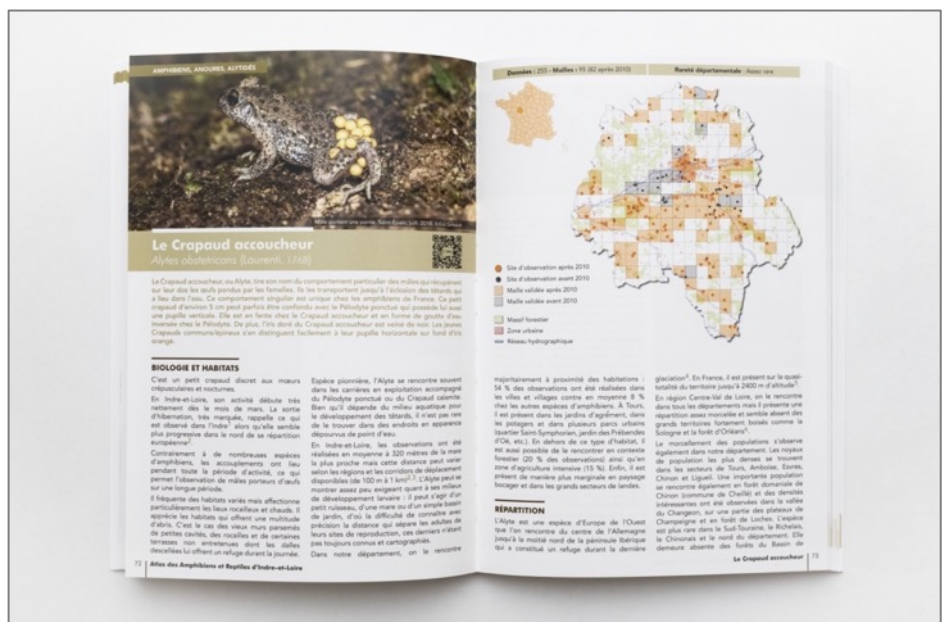 AMPHIBIENS, ANOURES, ALYTIDÉS
Le Crapaud accoucheur
Alytes obstetricans (Laurenti, 1768)
Le Crapaud accoucheur, ou Alyte, tire son nom du comportement particulier des mâles qui récupèrent
sur leur dos les œufs pondus par les femelles. Ils les transportent jusqu'à l'éclosion des têtards qui
a lieu dans l'eau. Ce comportement singulier est unique chez les amphibiens de France. Ce petit
crapaud d'environ 5 cm peut parfois être confondu avec le Pélodyte ponctué qui possède lui aussi
une pupille verticale. Elle est en fente chez le Crapaud accoucheur et en forme de goutte d'eau
inversée chez le Pélodyte. De plus, l'iris doré du Crapaud accoucheur est veiné de noir. Les jeunes
Crapauds communs/épineux s'en distinguent facilement à leur pupille horizontale sur fond d'iris
orangé.
BIOLOGIE ET HABITATS
C'est un petit crapaud discret aux mœurs
crépusculaires et nocturnes.
En Indre-et-Loire, son activité débute très
nettement dès le mois de mars. La sortie
d'hibernation, très marquée, rappelle ce qui
est observé dans l'Indre¹ alors qu'elle semble
plus progressive dans le nord de sa répartition
européenne².
Contrairement à de nombreuses espèces
d'amphibiens, les accouplements ont lieu
pendant toute la période d'activité, ce qui
permet l'observation de mâles porteurs d'œufs
sur une longue période.
Il fréquente des habitats variés mais affectionne
particulièrement les lieux rocailleux et chauds. Il
apprécie les habitats qui offrent une multitude
d'abris. C'est le cas des vieux murs parsemés
de petites cavités, des rocailles et de certaines
terrasses non entretenues dont les dalles
descellées lui offrent un refuge durant la journée.
Espèce pionnière, l'Alyte se rencontre souvent
dans les carrières en exploitation accompagné
du Pélodyte ponctué ou du Crapaud calamite.
Bien qu'il dépende du milieu aquatique pour
le développement des têtards, il n'est pas rare
de le trouver dans des endroits en apparence
dépourvus de point d'eau.
En Indre-et-Loire, les observations ont été
réalisées en moyenne à 320 mètres de la mare
la plus proche mais cette distance peut varier
selon les régions et les corridors de déplacement
disponibles (de 100 m à 1 km)²,³. L'Alyte peut se
montrer assez peu exigeant quant à ses milieux
de développement larvaire : il peut s'agir d'un
petit ruisseau, d'une mare ou d'un simple bassin
de jardin, d'où la difficulté de connaître avec
précision la distance qui sépare les adultes de
leurs sites de reproduction, ces derniers n'étant
pas toujours connus et cartographiés.
Dans notre département, on le rencontre
72 | Atlas des Amphibiens et Reptiles d'Indre-et-Loire
Données : 255 - Mailles : 95 (82 après 2010)
Rareté départementale : Assez rare
Site d'observation après 2010
Site d'observation avant 2010
Maille validée après 2010
Maille validée avant 2010
Massif forestier
Zone urbaine
Réseau hydrographique
majoritairement à proximité des habitations :
54 % des observations ont été réalisées dans
les villes et villages contre en moyenne 8 %
chez les autres espèces d'amphibiens. À Tours,
il est présent dans les jardins d'agrément, dans
les potagers et dans plusieurs parcs urbains
(quartier Saint-Symphorien, jardin des Prébendes
d'Oé, etc.). En dehors de ce type d'habitat, il
est aussi possible de le rencontrer en contexte
forestier (20 % des observations) ainsi qu'en
zone d'agriculture intensive (15 %). Enfin, il est
présent de manière plus marginale en paysage
bocager et dans les grands secteurs de landes.
RÉPARTITION
L'Alyte est une espèce d'Europe de l'Ouest
que l'on rencontre du centre de l'Allemagne
jusqu'à la moitié nord de la péninsule Ibérique
qui a constitué un refuge durant la dernière
glaciation⁴. En France, il est présent sur la quasi-
totalité du territoire jusqu'à 2400 m d'altitude⁵.
En région Centre-Val de Loire, on le rencontre
dans tous les départements mais il présente une
répartition assez morcelée et semble absent des
grands territoires fortement boisés comme la
Sologne et la forêt d'Orléans⁶.
Le morcellement des populations s'observe
également dans notre département. Les noyaux
de population les plus denses se trouvent
dans les secteurs de Tours, Amboise, Esvres,
Chinon et Ligueil. Une importante population
se rencontre également en forêt domaniale de
Chinon (commune de Cheillé) et des densités
intéressantes ont été observées dans la vallée
du Changeon, sur une partie des plateaux de
Champeigne et en forêt de Loches. L'espèce
est plus rare dans le Sud-Touraine, le Richelais,
le Chinonais et le nord du département. Elle
demeure absente des forêts du Bassin de
Le Crapaud accoucheur | 73